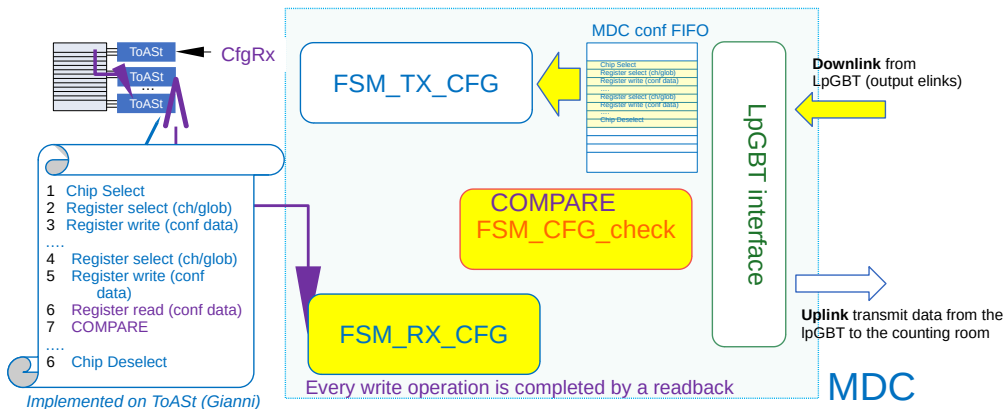 ToASt
ToASt
...
ToASt
CfgRx
1 Chip Select
2 Register select (ch/glob)
3 Register write (conf data)
….
4 Register select (ch/glob)
5 Register write (conf
data)
6 Register read (conf data)
7 COMPARE
….
6 Chip Deselect
Implemented on ToASt (Gianni)
FSM_TX_CFG
MDC conf FIFO
Chip Select
Register select (ch/glob)
Register write (conf data)
….
Register select (ch/glob)
Register write (conf data)
….
Chip Deselect
COMPARE
FSM_CFG_check
FSM_RX_CFG
Every write operation is completed by a readback
LpGBT interface
Downlink from
LpGBT (output elinks)
Uplink transmit data from the
lpGBT to the counting room
MDC